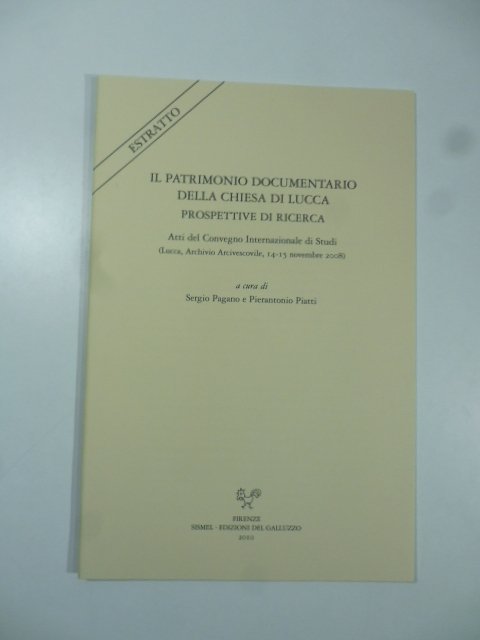 ESTRATTO
IL PATRIMONIO DOCUMENTARIO
DELLA CHIESA DI LUCCA
PROSPETTIVE DI RICERCA
Atti del Convegno Internazionale di Studi
(Lucca, Archivio Arcivescovile, 14-15 novembre 2008)
a cura di
Sergio Pagano e Pierantonio Piatti
FIRENZE
SISMEL · EDIZIONI DEL GALLUZZO
2010